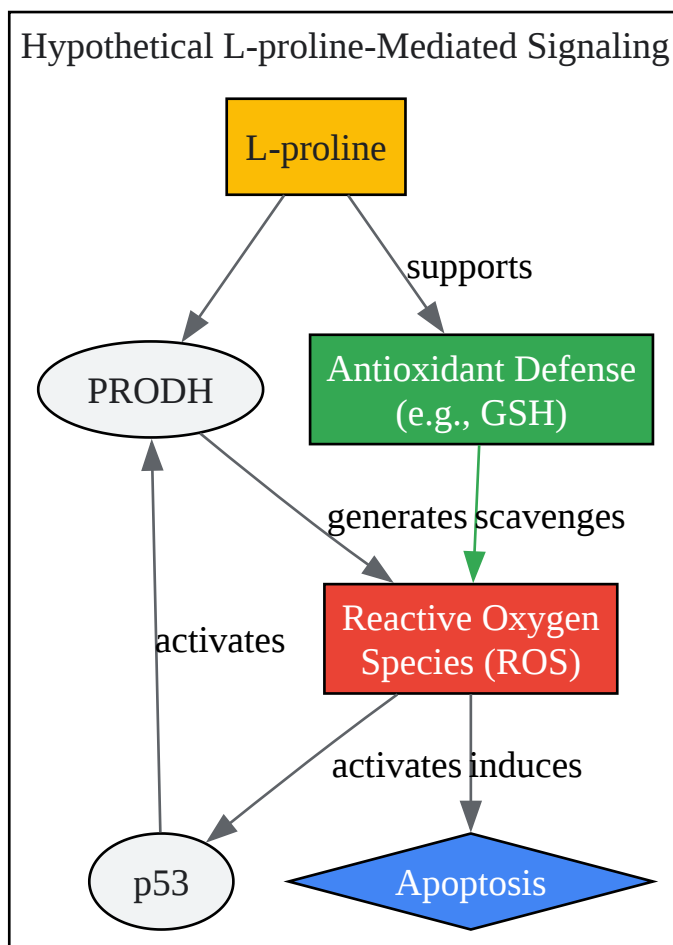 Hypothetical L-proline-Mediated Signaling
L-proline
supports
PRODH
Antioxidant Defense
(e.g., GSH)
generates
scavenges
Reactive Oxygen
Species (ROS)
activates
activates
induces
p53
Apoptosis